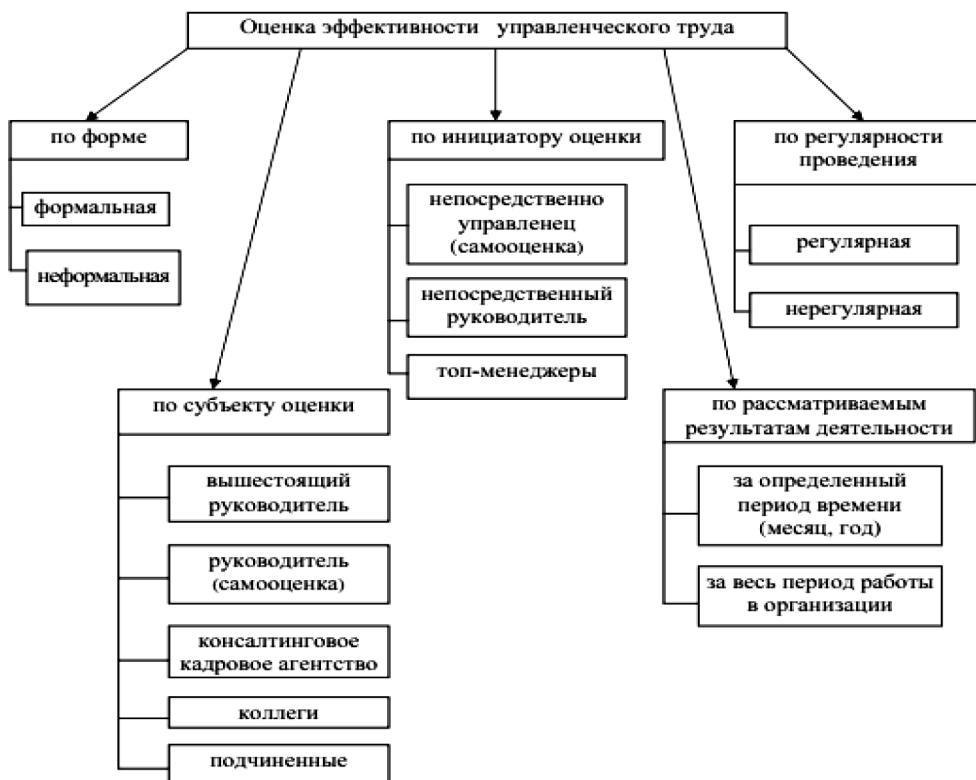 Оценка эффективности управленческого труда
по форме
формальная
неформальная
по инициатору оценки
непосредственно
управленец
(самооценка)
непосредственный
руководитель
топ-менеджеры
по регулярности
проведения
регулярная
нерегулярная
по субъекту оценки
вышестоящий
руководитель
руководитель
(самооценка)
консалтинговое
кадровое агентство
коллеги
подчиненные
по рассматриваемым
результатам деятельности
за определенный
период времени
(месяц, год)
за весь период работы
в организации